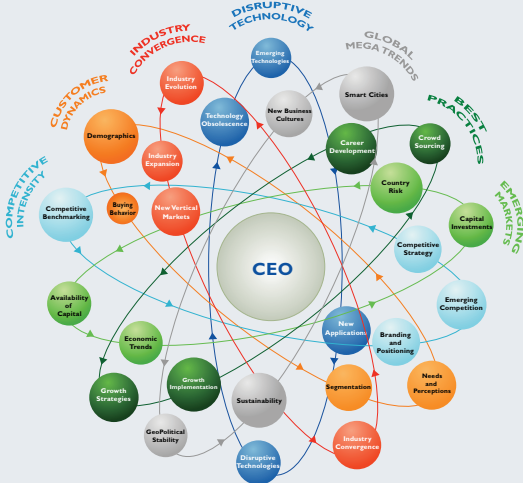 DISRUPTIVE
TECHNOLOGY
INDUSTRY
CONVERGENCE
GLOBAL
MEGA TRENDS
CUSTOMER
DYNAMICS
BEST
PRACTICES
COMPETITIVE
INTENSITY
EMERGING
MARKETS
Emerging
Technologies
Industry
Evolution
Smart Cities
New Business
Cultures
Technology
Obsolescence
Demographics
Career
Development
Crowd
Sourcing
Industry
Expansion
Country
Risk
Buying
Behavior
Competitive
Benchmarking
New Vertical
Markets
Capital
Investments
Competitive
Strategy
CEO
Availability
of
Capital
Emerging
Competition
New
Applications
Economic
Trends
Branding
and
Positioning
Growth
Strategies
Growth
Implementation
Segmentation
Needs
and
Perceptions
Sustainability
GeoPolitical
Stability
Industry
Convergence
Disruptive
Technologies